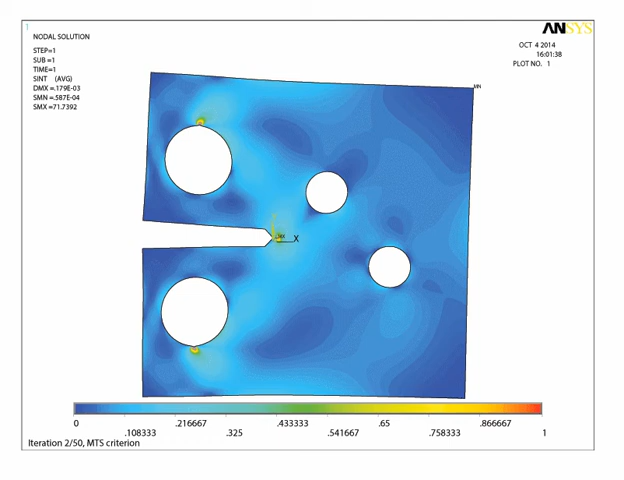 1
NODAL SOLUTION
STEP=1
SUB =1
TIME=1
SINT (AVG)
DMX =.179E-03
SMN =.587E-04
SMX =71.7392
ANSYS
OCT 4 2014
16:01:38
PLOT NO. 1
MN
X
0 .216667 .433333 .65 .866667
.108333 .325 .541667 .758333 1
Iteration 2/50, MTS criterion